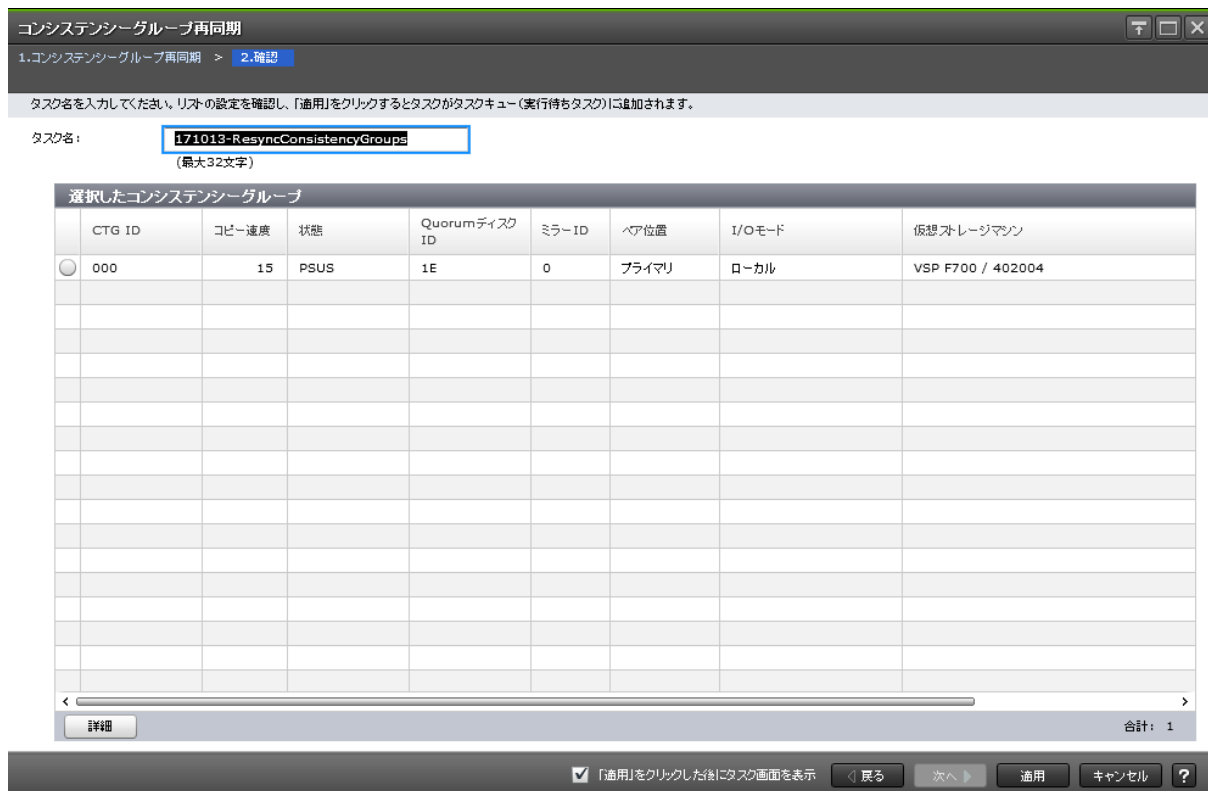 コンシステンシーグループ再同期
1.コンシステンシーグループ再同期 > 2.確認
タスク名を入力してください。リストの設定を確認し、「適用」をクリックするとタスクがタスクキュー(実行待ちタスク)に追加されます。
タスク名: 171013-ResyncConsistencyGroups
(最大32文字)
選択したコンシステンシーグループ
CTG ID コピー速度 状態 Quorumディスク ID ミラーID ペア位置 I/Oモード 仮想ストレージマシン
000 15 PSUS 1E 0 プライマリ ローカル VSP F700 / 402004
詳細 合計: 1
「適用」をクリックした後にタスク画面を表示 戻る 次へ 適用 キャンセル ?